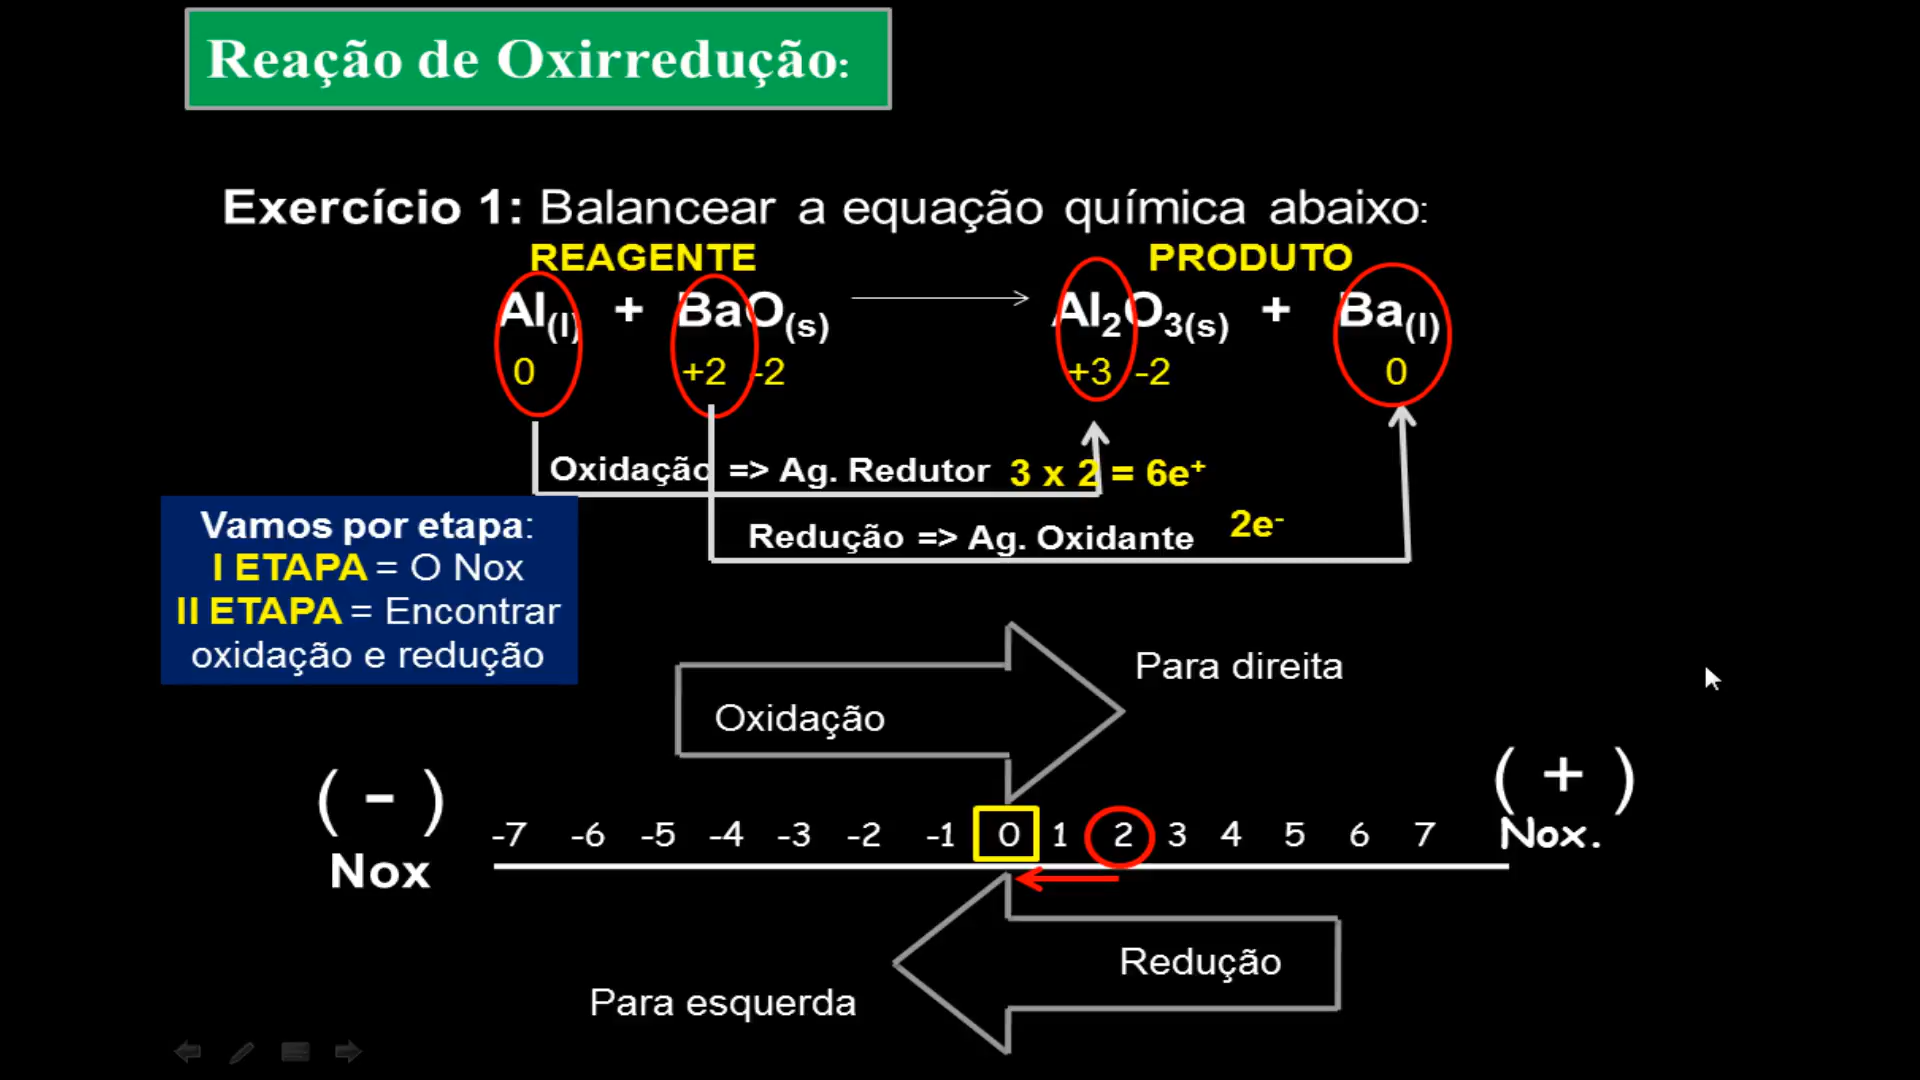 Reação de Oxirredução:
Exercício 1: Balancear a equação química abaixo:
REAGENTE PRODUTO
Al(l) + BaO(s) Al2O3(s) + Ba(l)
0 +2 -2 +3 -2 0
Oxidação => Ag. Redutor 3 x 2 = 6e+
Redução => Ag. Oxidante 2e-
Vamos por etapa:
I ETAPA = O Nox
II ETAPA = Encontrar
oxidação e redução
Para direita
Oxidação
( - ) ( + )
-7 -6 -5 -4 -3 -2 -1 0 1 2 3 4 5 6 7 Nox.
Nox
Redução
Para esquerda